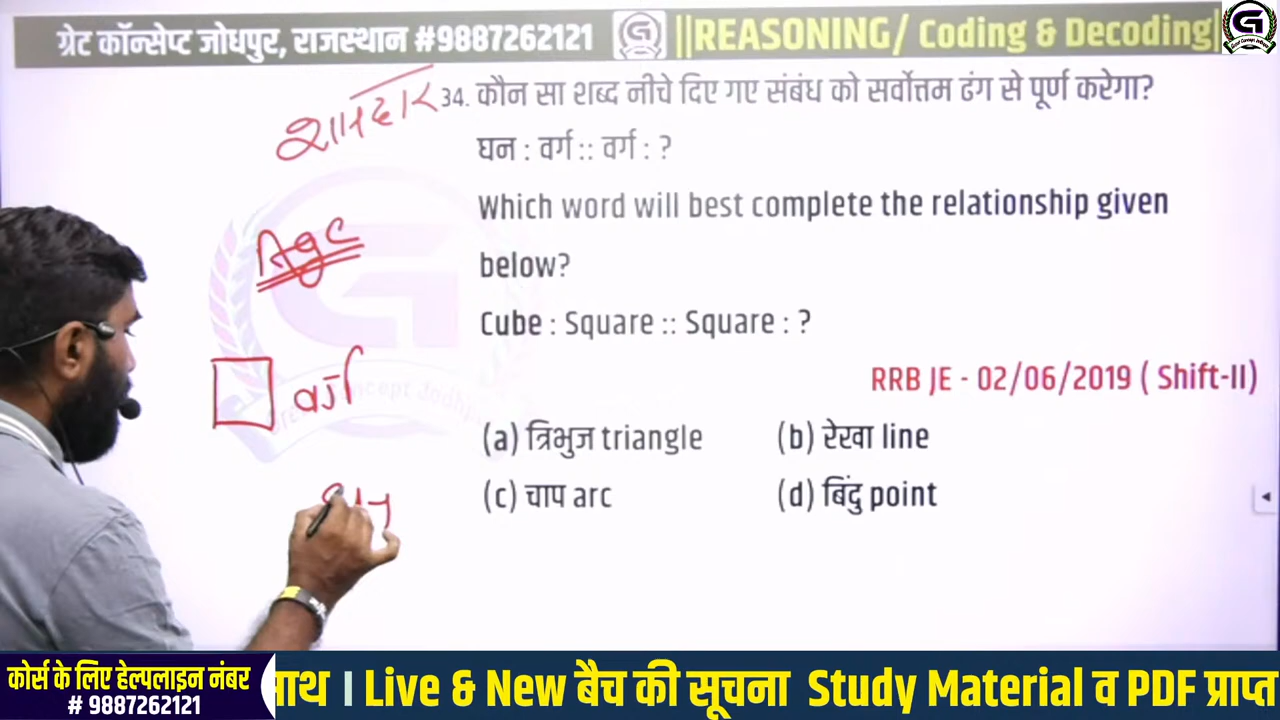 ग्रेट कॉन्सेप्ट जोधपुर, राजस्थान #9887262121 ||REASONING/ Coding & Decoding|
शानदार
34. कौन सा शब्द नीचे दिए गए संबंध को सर्वोत्तम ढंग से पूर्ण करेगा?
घन : वर्ग :: वर्ग : ?
Which word will best complete the relationship given
below?
Cube : Square :: Square : ?
RRB JE - 02/06/2019 ( Shift-II)
वर्ग
(a) त्रिभुज triangle (b) रेखा line
(c) चाप arc (d) बिंदु point
कोर्स के लिए हेल्पलाइन नंबर
# 9887262121
नाथ । Live & New बैच की सूचना Study Material व PDF प्राप्त